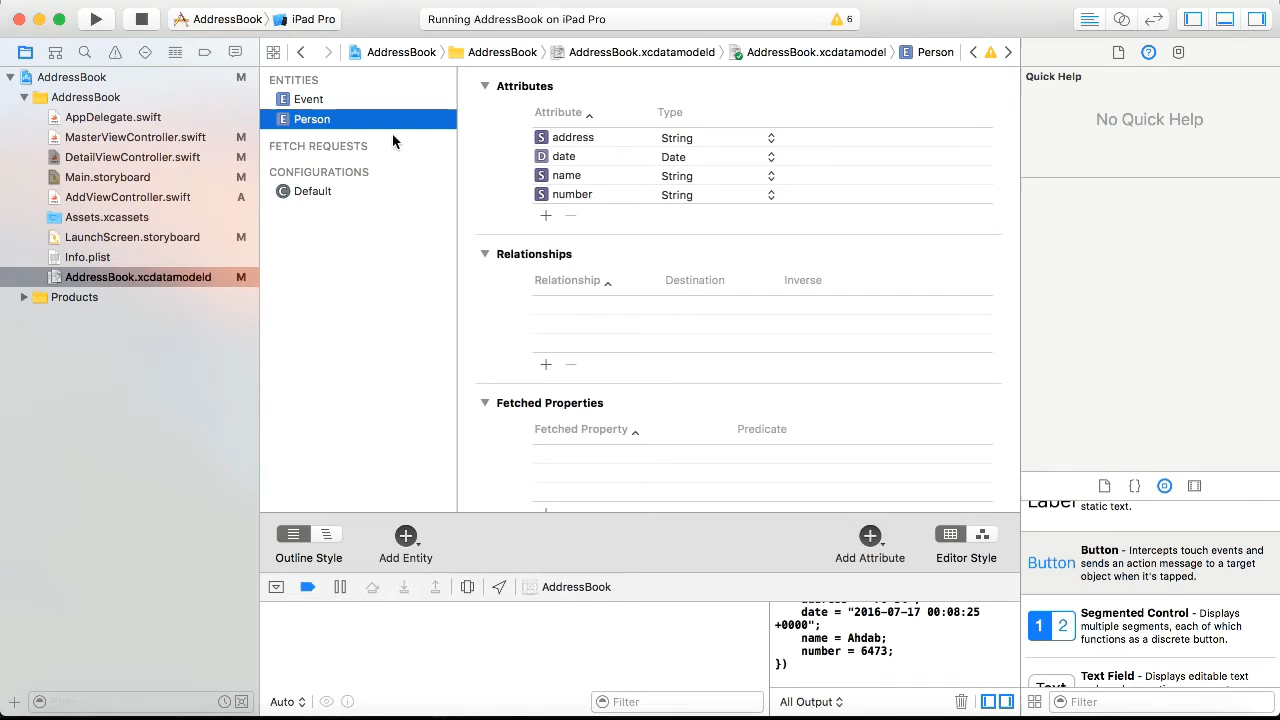 AddressBook
iPad Pro
Running AddressBook on iPad Pro
6
AddressBook
AddressBook
AddressBook.xcdatamodeld
AddressBook.xcdatamodel
E Person
AddressBook M
AddressBook
AppDelegate.swift
MasterViewController.swift M
DetailViewController.swift M
Main.storyboard M
AddViewController.swift A
Assets.xcassets
LaunchScreen.storyboard M
Info.plist
AddressBook.xcdatamodeld M
Products
Filter
ENTITIES
E Event
E Person
FETCH REQUESTS
CONFIGURATIONS
C Default
Attributes
Attribute Type
S address String
D date Date
S name String
S number String
Relationships
Relationship Destination Inverse
Fetched Properties
Fetched Property Predicate
Outline Style
Add Entity
Add Attribute
Editor Style
AddressBook
Auto
Filter
date = "2016-07-17 00:08:25
+0000";
name = Ahdab;
number = 6473;
})
All Output
Quick Help
No Quick Help
Label
static text.
Button
Button - Intercepts touch events and
sends an action message to a target
object when it's tapped.
1 2
Segmented Control - Displays
multiple segments, each of which
functions as a discrete button.
Text
Text Field - Displays editable text
Filter